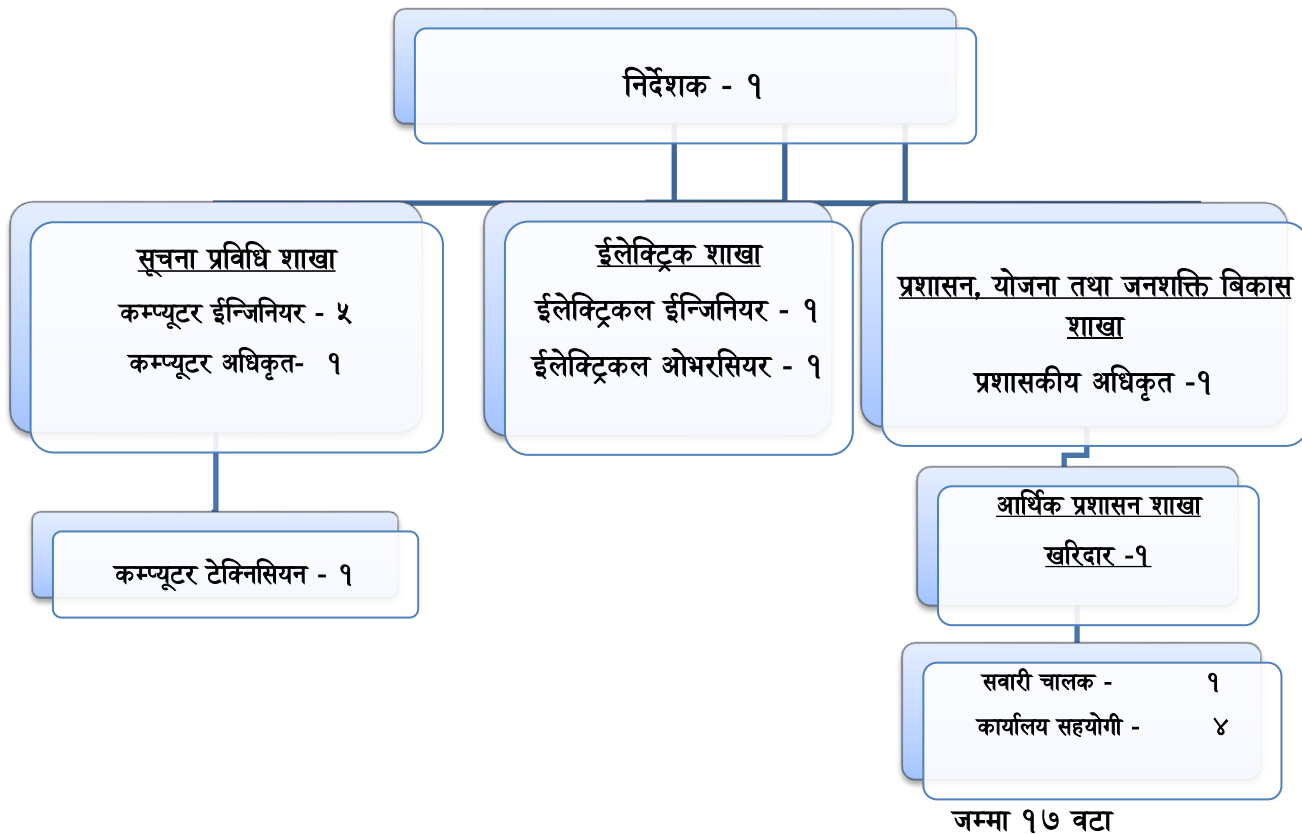 निर्देशक - १
सूचना प्रविधि शाखा
कम्प्यूटर ईन्जिनियर - ५
कम्प्यूटर अधिकृत- १
ईलेक्ट्रिक शाखा
ईलेक्ट्रिकल ईन्जिनियर - १
ईलेक्ट्रिकल ओभरसियर - १
प्रशासन, योजना तथा जनशक्ति बिकास
शाखा
प्रशासकीय अधिकृत -१
कम्प्यूटर टेक्निसियन - १
आर्थिक प्रशासन शाखा
खरिदार -१
सवारी चालक - १
कार्यालय सहयोगी - ४
जम्मा १७ वटा